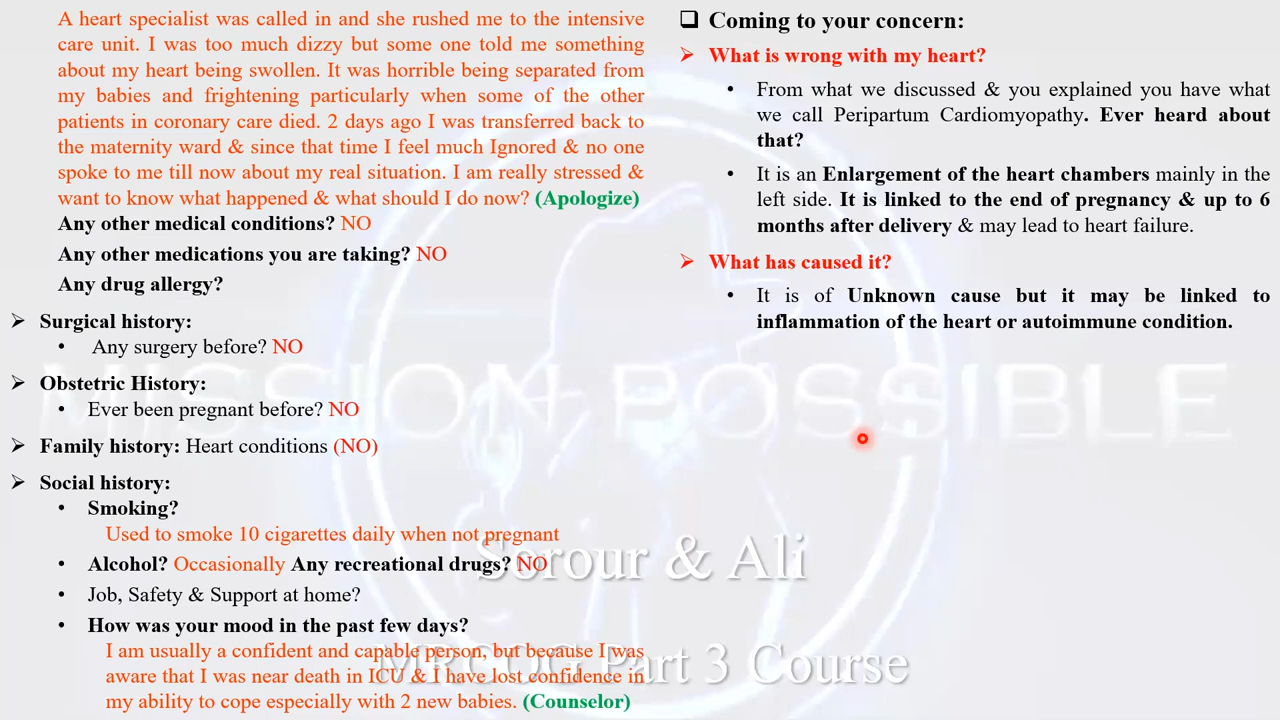 A heart specialist was called in and she rushed me to the intensive
care unit. I was too much dizzy but some one told me something
about my heart being swollen. It was horrible being separated from
my babies and frightening particularly when some of the other
patients in coronary care died. 2 days ago I was transferred back to
the maternity ward & since that time I feel much Ignored & no one
spoke to me till now about my real situation. I am really stressed &
want to know what happened & what should I do now? (Apologize)
Any other medical conditions? NO
Any other medications you are taking? NO
Any drug allergy?
➢ Surgical history:
• Any surgery before? NO
➢ Obstetric History:
• Ever been pregnant before? NO
➢ Family history: Heart conditions (NO)
➢ Social history:
• Smoking?
Used to smoke 10 cigarettes daily when not pregnant
• Alcohol? Occasionally Any recreational drugs? NO
• Job, Safety & Support at home?
• How was your mood in the past few days?
I am usually a confident and capable person, but because I was
aware that I was near death in ICU & I have lost confidence in
my ability to cope especially with 2 new babies. (Counselor)
❑ Coming to your concern:
➢ What is wrong with my heart?
• From what we discussed & you explained you have what
we call Peripartum Cardiomyopathy. Ever heard about
that?
• It is an Enlargement of the heart chambers mainly in the
left side. It is linked to the end of pregnancy & up to 6
months after delivery & may lead to heart failure.
➢ What has caused it?
• It is of Unknown cause but it may be linked to
inflammation of the heart or autoimmune condition.
MISSION POSSIBLE
Sorour & Ali
MRCOG Part 3 Course